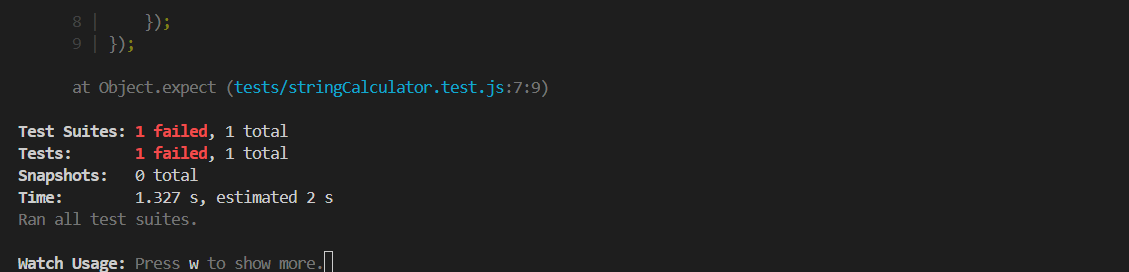 8 |     });
9 | });
at Object.expect (tests/stringCalculator.test.js:7:9)
Test Suites: 1 failed, 1 total
Tests:       1 failed, 1 total
Snapshots:   0 total
Time:        1.327 s, estimated 2 s
Ran all test suites.
Watch Usage: Press w to show more.